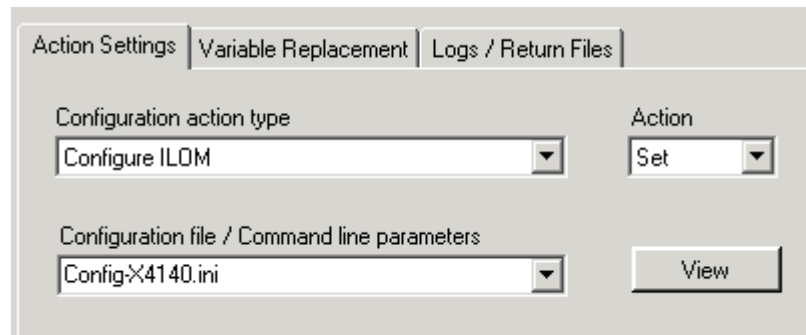 Action Settings Variable Replacement Logs / Return Files
Configuration action type Action
Configure ILOM Set
Configuration file / Command line parameters
Config-X4140.ini View